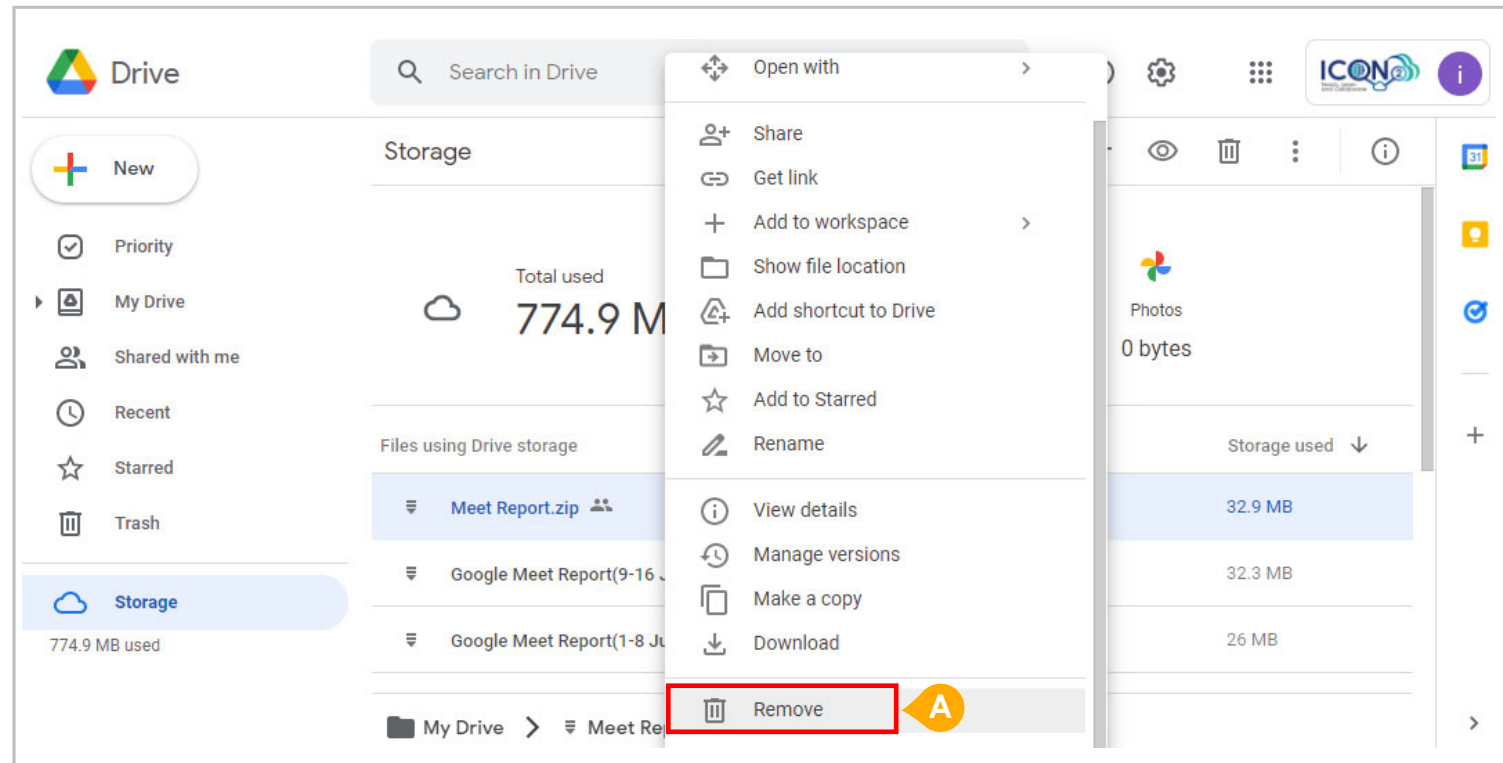 Drive
Search in Drive
ICON2
i
New
Priority
My Drive
Shared with me
Recent
Starred
Trash
Storage
774.9 MB used
Storage
Total used
774.9 M
Photos
0 bytes
Files using Drive storage
Storage used
Meet Report.zip
32.9 MB
Google Meet Report(9-16 J
32.3 MB
Google Meet Report(1-8 Ju
26 MB
My Drive > Meet Re
Open with
Share
Get link
Add to workspace
Show file location
Add shortcut to Drive
Move to
Add to Starred
Rename
View details
Manage versions
Make a copy
Download
Remove
A
31